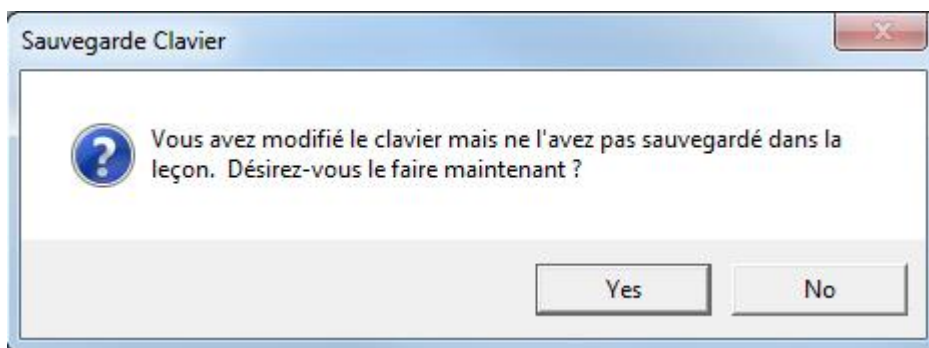 Sauvegarde Clavier
Vous avez modifié le clavier mais ne l'avez pas sauvegardé dans la
leçon.  Désirez-vous le faire maintenant ?
Yes
No